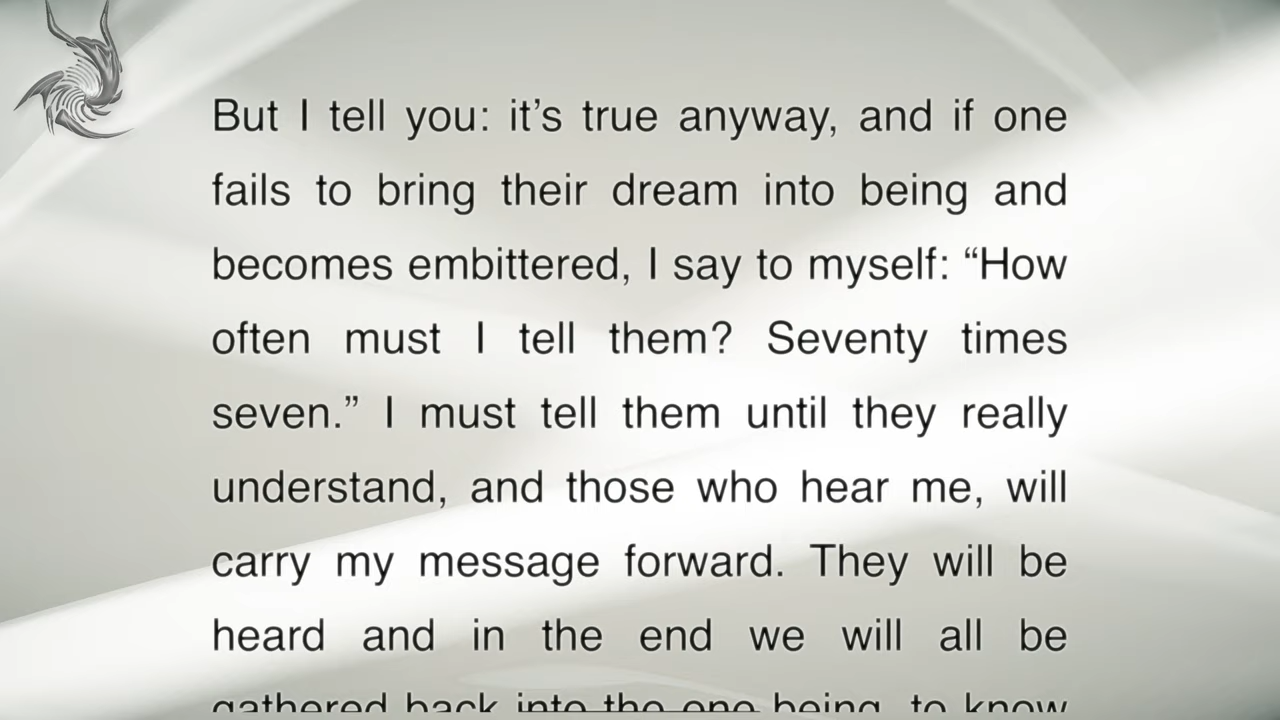 But I tell you: it’s true anyway, and if one
fails to bring their dream into being and
becomes embittered, I say to myself: “How
often must I tell them? Seventy times
seven.” I must tell them until they really
understand, and those who hear me, will
carry my message forward. They will be
heard and in the end we will all be
gathered back into the one being, to know